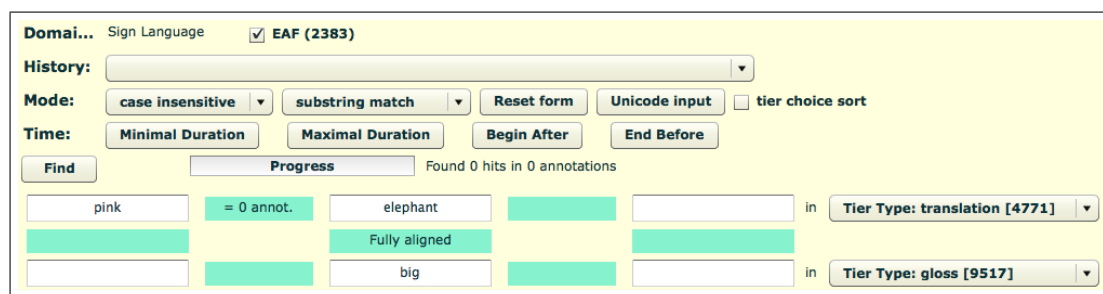 Domai... Sign Language EAF (2383)
History:
Mode: case insensitive substring match Reset form Unicode input tier choice sort
Time: Minimal Duration Maximal Duration Begin After End Before
Find Progress Found 0 hits in 0 annotations
pink = 0 annot. elephant in Tier Type: translation [4771]
Fully aligned
big in Tier Type: gloss [9517]